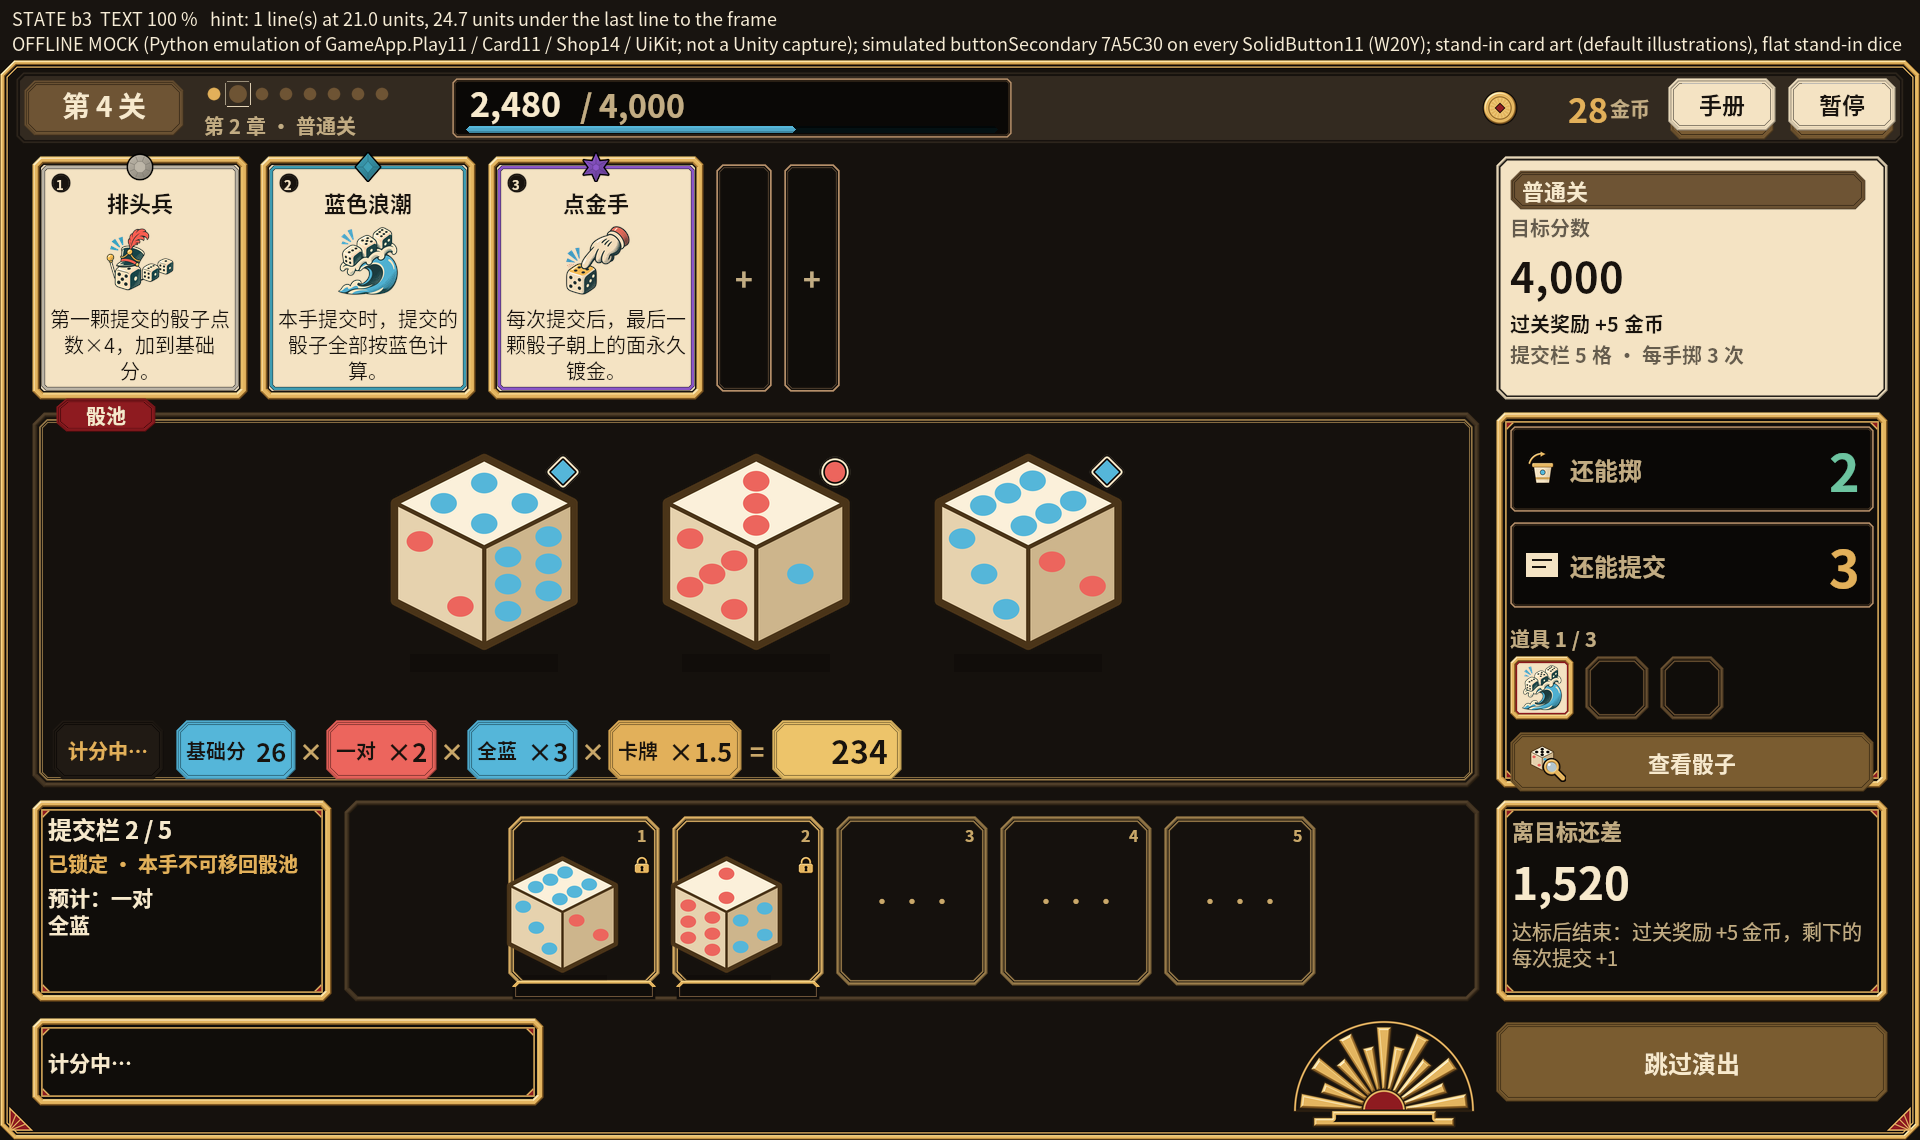 STATE b3 TEXT 100 % hint: 1 line(s) at 21.0 units, 24.7 units under the last line to the frame
OFFLINE MOCK (Python emulation of GameApp.Play11 / Card11 / Shop14 / UiKit; not a Unity capture); simulated buttonSecondary 7A5C30 on every SolidButton11 (W20Y); stand-in card art (default illustrations), flat stand-in dice
第 4 关
第 2 章 · 普通关
2,480 / 4,000
28 金币
手册
暂停
1
排头兵
第一颗提交的骰子点
数×4，加到基础
分。
2
蓝色浪潮
本手提交时，提交的
骰子全部按蓝色计
算。
3
点金手
每次提交后，最后一
颗骰子朝上的面永久
镀金。
+
+
普通关
目标分数
4,000
过关奖励 +5 金币
提交栏 5 格 · 每手掷 3 次
骰池
还能掷 2
还能提交 3
道具 1 / 3
查看骰子
计分中…
基础分 26 × 一对 ×2 × 全蓝 ×3 × 卡牌 ×1.5 = 234
提交栏 2 / 5
已锁定 · 本手不可移回骰池
预计：一对
全蓝
1
2
3
4
5
离目标还差
1,520
达标后结束：过关奖励 +5 金币，剩下的
每次提交 +1
计分中…
跳过演出